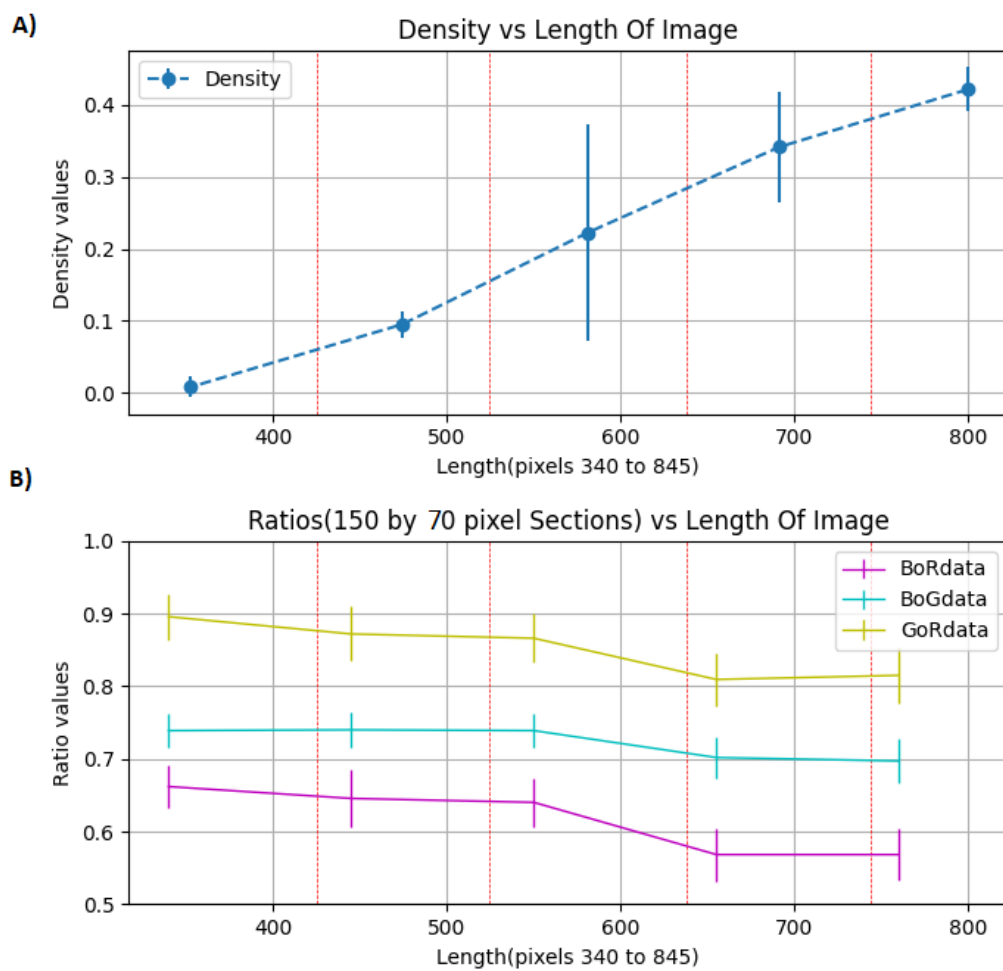 A)
Density vs Length Of Image
Density
Density values
0.4
0.3
0.2
0.1
0.0
400 500 600 700 800
Length(pixels 340 to 845)
B)
Ratios(150 by 70 pixel Sections) vs Length Of Image
BoRdata
BoGdata
GoRdata
Ratio values
1.0
0.9
0.8
0.7
0.6
0.5
400 500 600 700 800
Length(pixels 340 to 845)